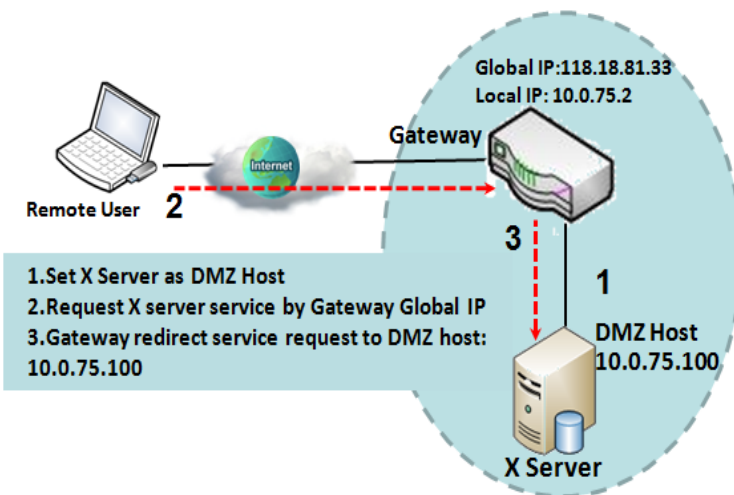 Global IP:118.18.81.33
Local IP: 10.0.75.2
Gateway
Internet
Remote User
2
3
1
1.Set X Server as DMZ Host
2.Request X server service by Gateway Global IP
3.Gateway redirect service request to DMZ host:
10.0.75.100
DMZ Host
10.0.75.100
X Server